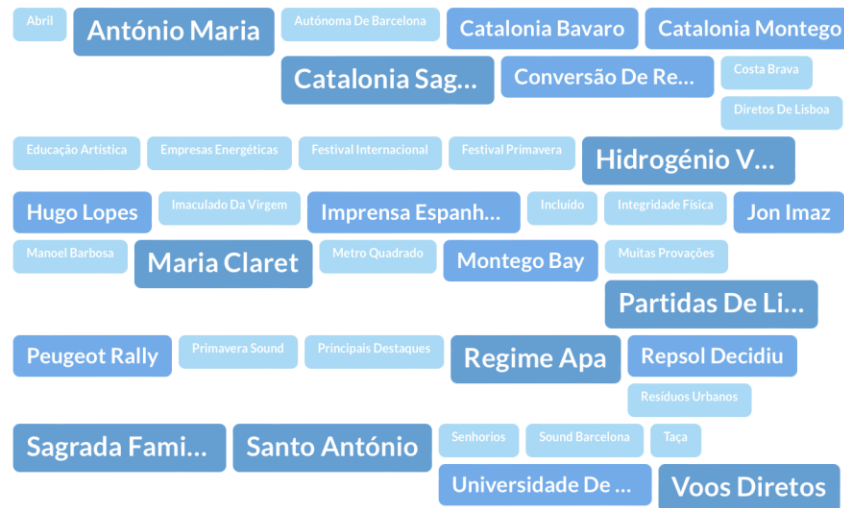 Abril António Maria Autónoma De Barcelona Catalonia Bavaro Catalonia Montego
Catalonia Sag... Conversão De Re... Costa Brava
Diretos De Lisboa
Educação Artística Empresas Energéticas Festival Internacional Festival Primavera Hidrogénio V...
Hugo Lopes Imaculado Da Virgem Imprensa Espanh... Incluído Integridade Física Jon Imaz
Manoel Barbosa Maria Claret Metro Quadrado Montego Bay Muitas Provações
Partidas De Li...
Peugeot Rally Primavera Sound Principais Destaques Regime Apa Repsol Decidiu
Resíduos Urbanos
Sagrada Fami... Santo António Senhorios Sound Barcelona Taça
Universidade De ... Voos Diretos